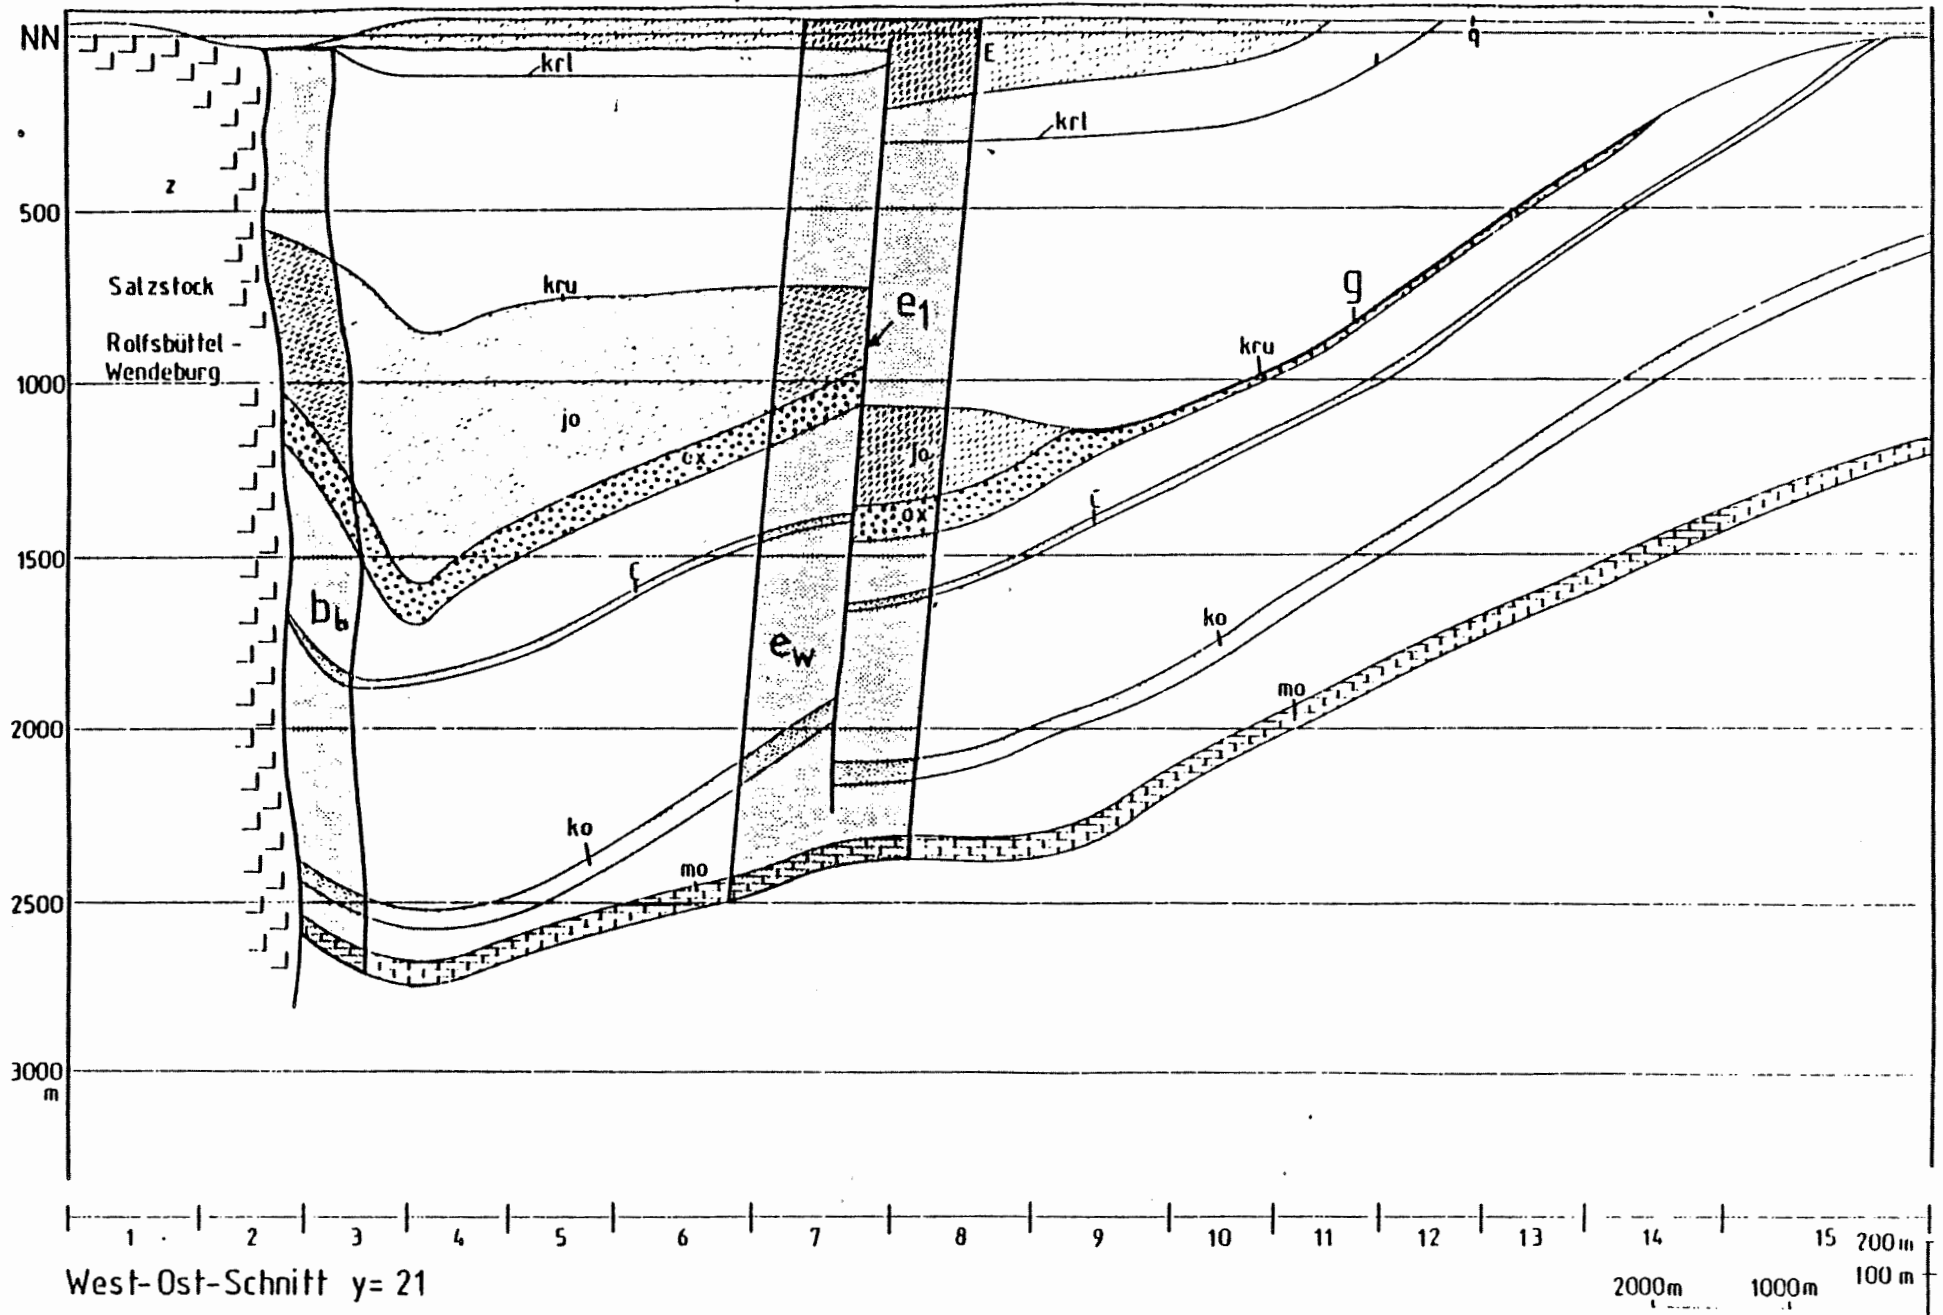 NN
krl
E
q
krl
z
500
Salzstock
kru
e1
g
Rolfsbüttel -
Wendeburg
kru
1000
jo
ox
jo
ox
1500
bb
ew
ko
mo
2000
ko
mo
2500
3000
m
1 2 3 4 5 6 7 8 9 10 11 12 13 14 15
200m
100 m
West-Ost-Schnitt y= 21
2000m 1000m